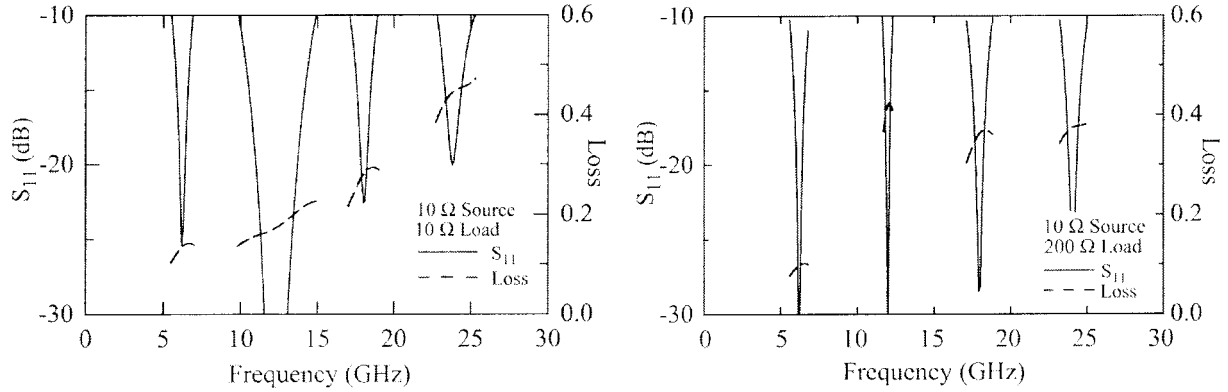 -10
-20
-30
S11 (dB)
0.6
0.4
0.2
0.0
Loss
10 Ω Source
10 Ω Load
S11
Loss
0 5 10 15 20 25 30
Frequency (GHz)
-10
-20
-30
S11 (dB)
0.6
0.4
0.2
0.0
Loss
10 Ω Source
200 Ω Load
S11
Loss
0 5 10 15 20 25 30
Frequency (GHz)